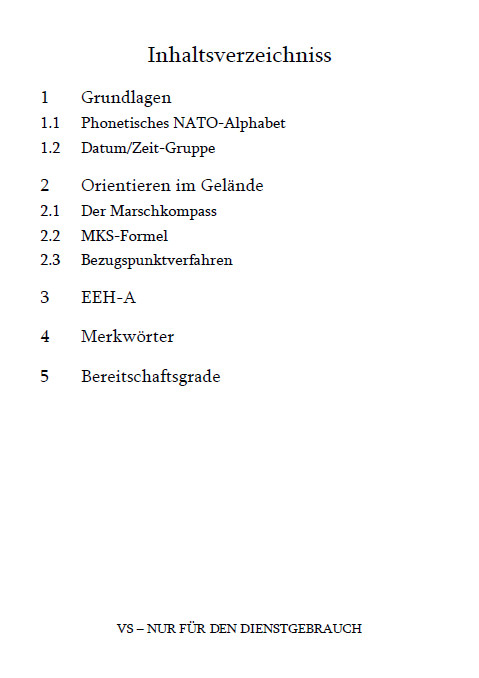 Inhaltsverzeichniss
1 Grundlagen
1.1 Phonetisches NATO-Alphabet
1.2 Datum/Zeit-Gruppe
2 Orientieren im Gelände
2.1 Der Marschkompass
2.2 MKS-Formel
2.3 Bezugspunktverfahren
3 EEH-A
4 Merkwörter
5 Bereitschaftsgrade
VS – NUR FÜR DEN DIENSTGEBRAUCH